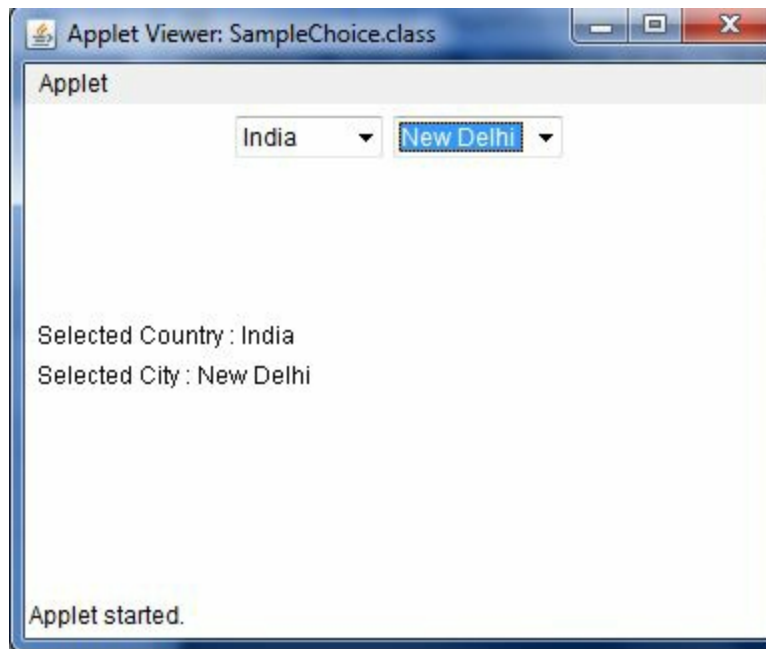 Applet Viewer: SampleChoice.class
Applet
India New Delhi
Selected Country : India
Selected City : New Delhi
Applet started.